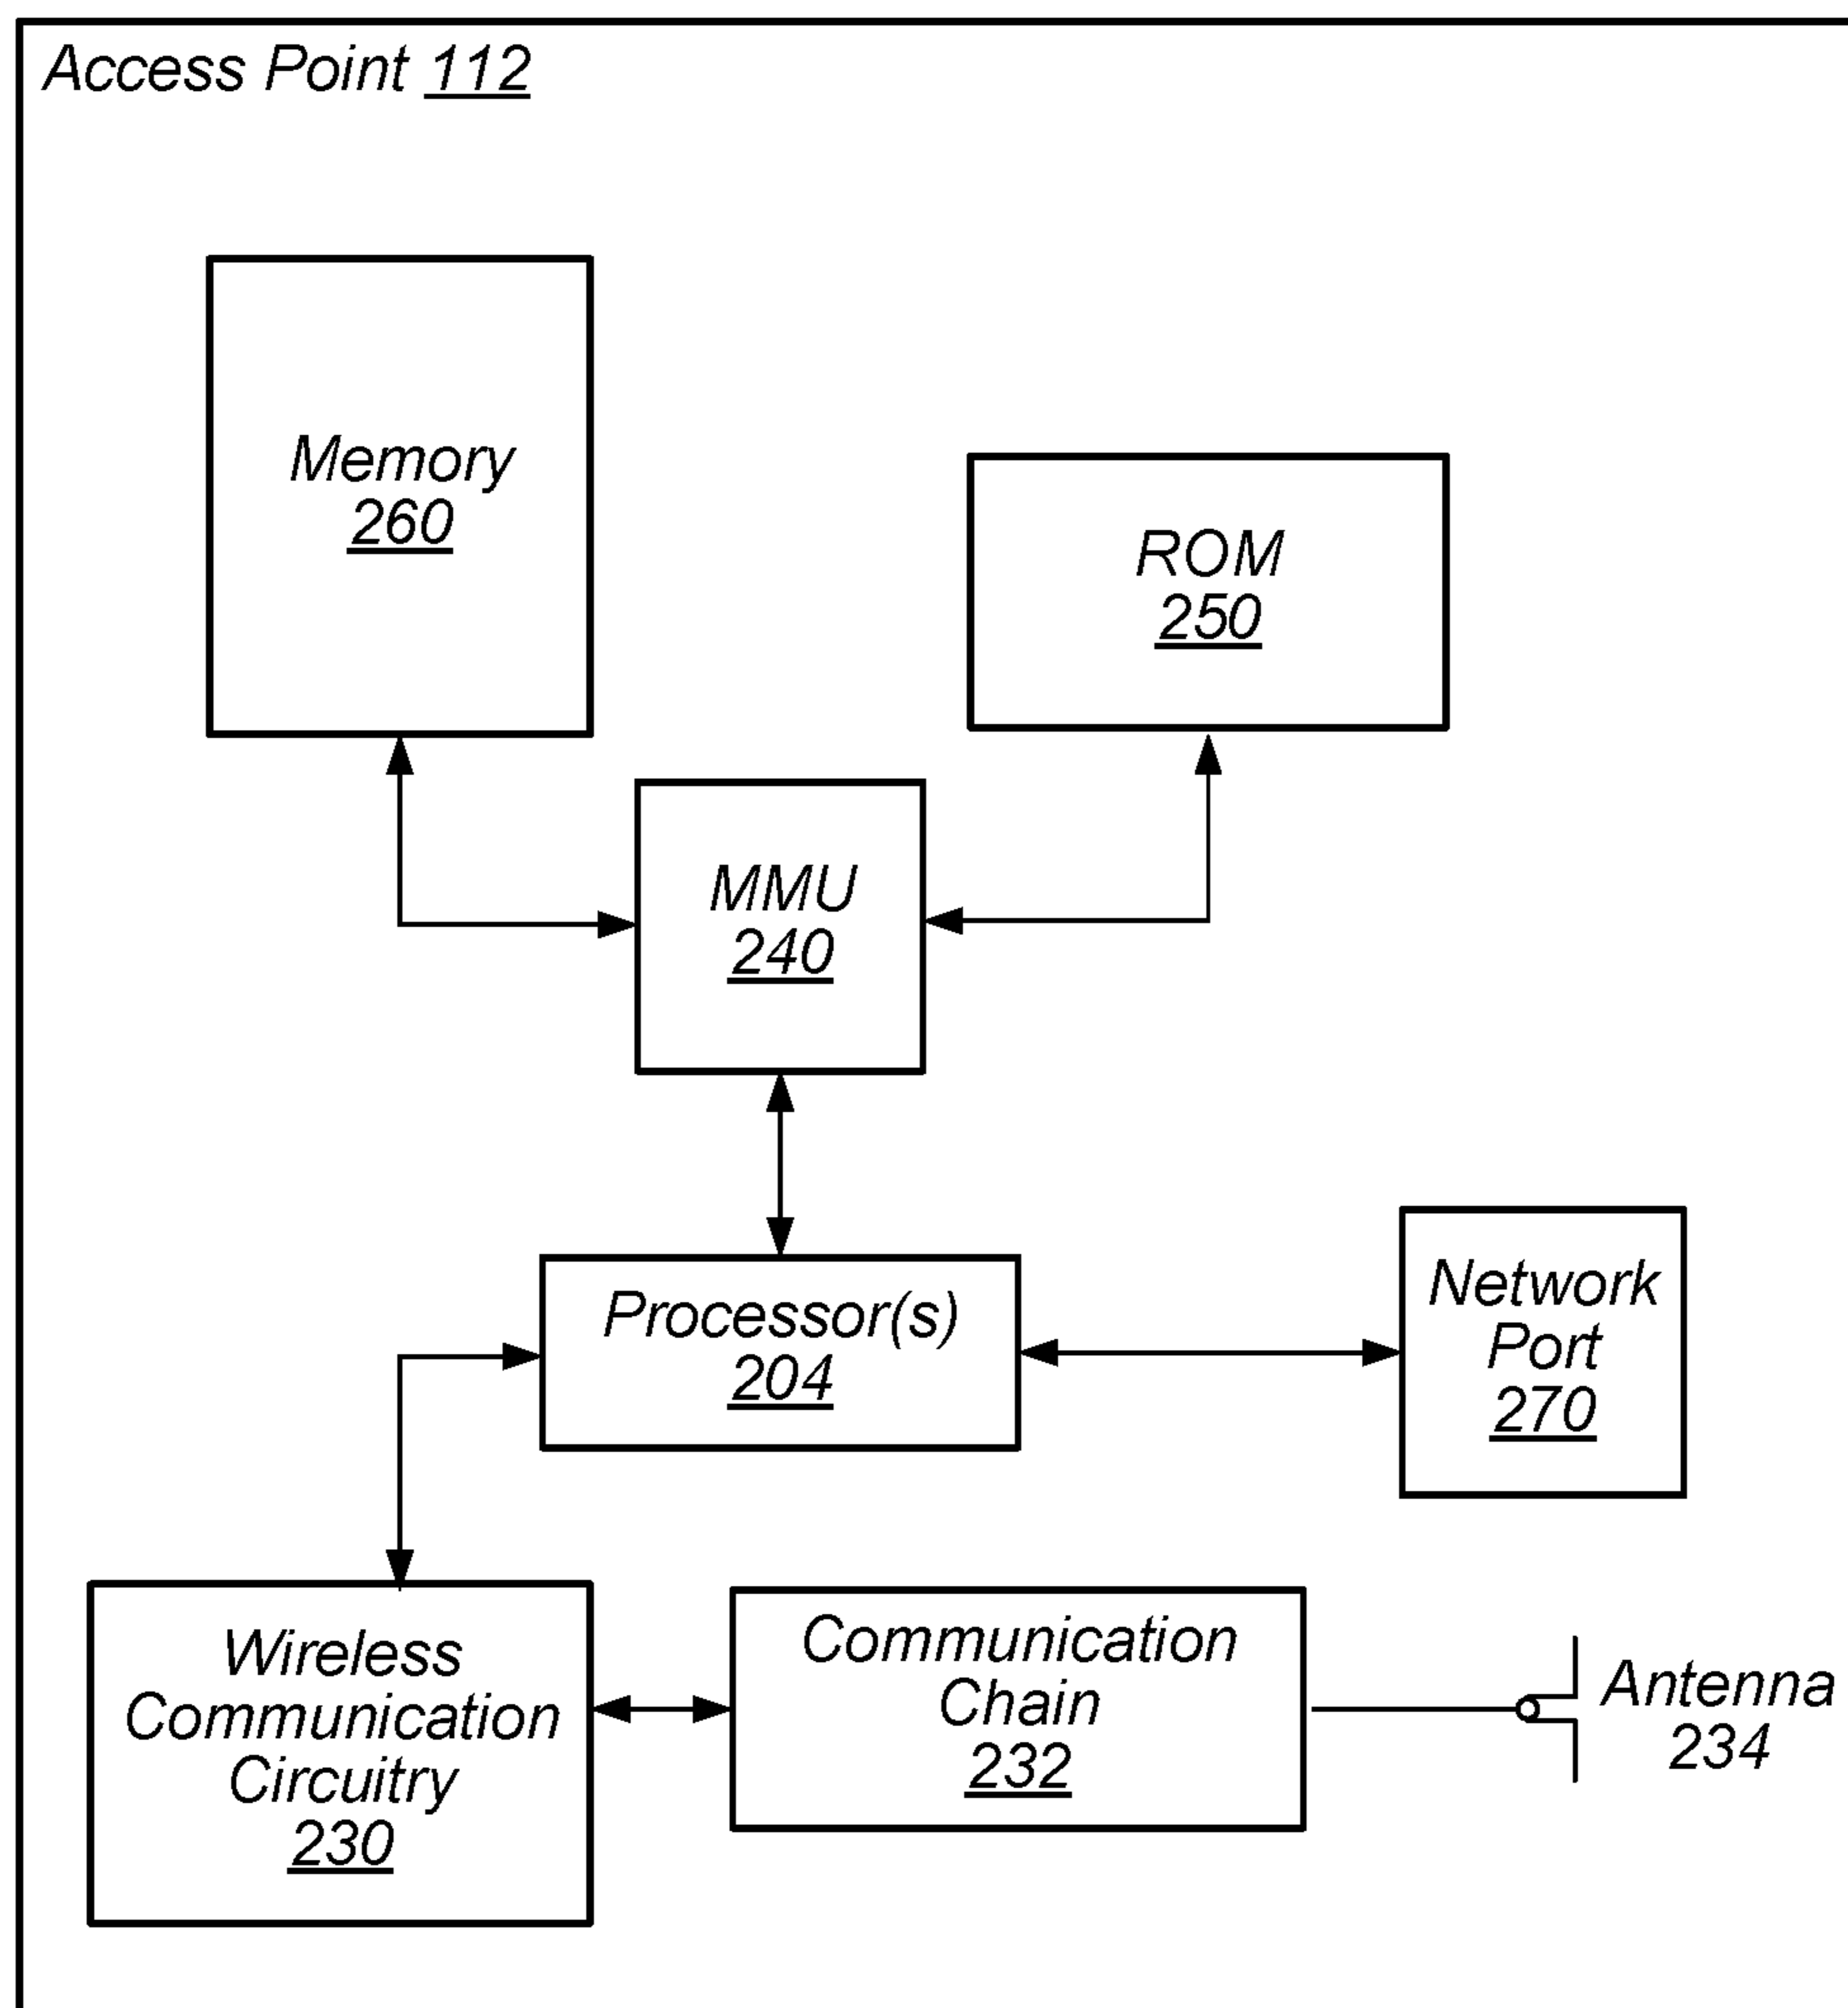 Access Point 112
Memory
260
ROM
250
MMU
240
Processor(s)
204
Network
Port
270
Wireless
Communication
Circuitry
230
Communication
Chain
232
Antenna
234